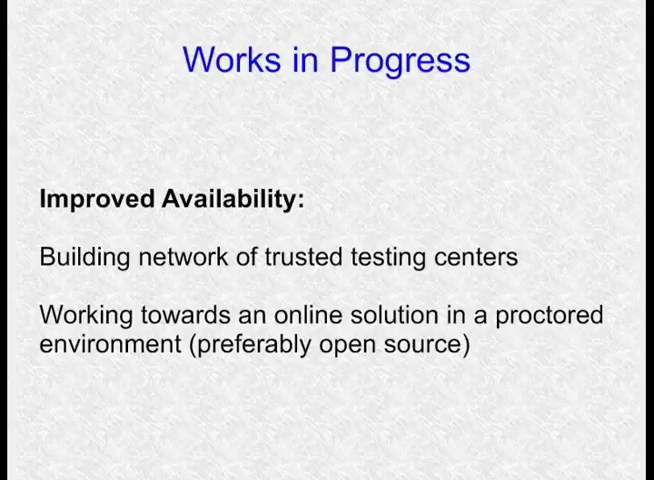 Works in Progress
Improved Availability:
Building network of trusted testing centers
Working towards an online solution in a proctored
environment (preferably open source)